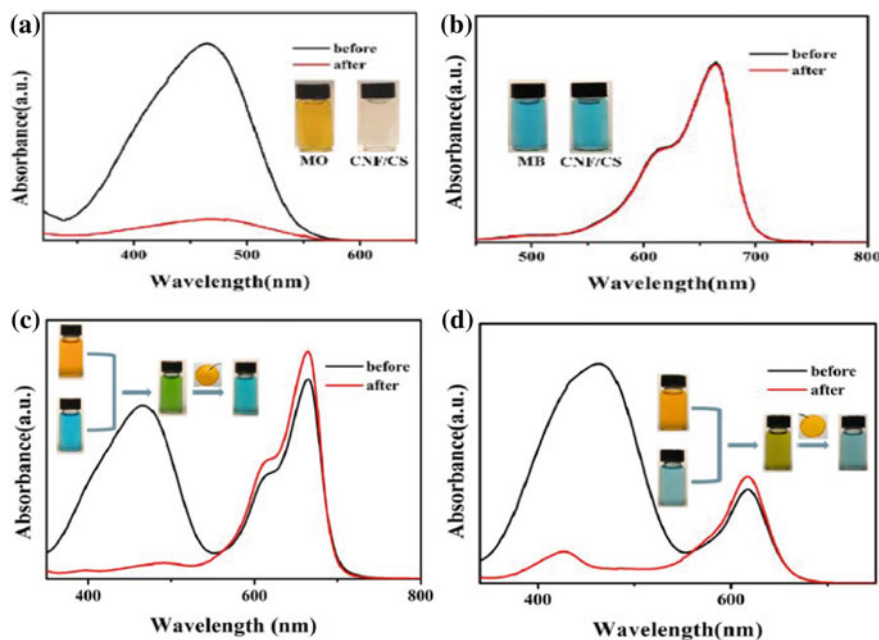 (a)
before
after
MO CNF/CS
Absorbance(a.u.)
400 500 600
Wavelength(nm)
(b)
before
after
MB CNF/CS
Absorbance(a.u.)
500 600 700 800
Wavelength(nm)
(c)
before
after
Absorbance(a.u.)
400 600 800
Wavelength (nm)
(d)
before
after
Absorbance(a.u.)
400 600
Wavelength(nm)